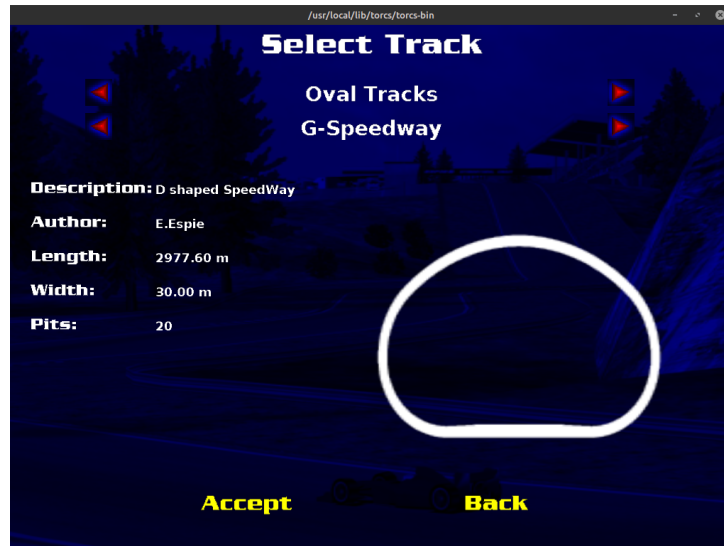 /usr/local/lib/torcs/torcs-bin
Select Track
Oval Tracks
G-Speedway
Description: D shaped SpeedWay
Author: E.Espie
Length: 2977.60 m
Width: 30.00 m
Pits: 20
Accept Back